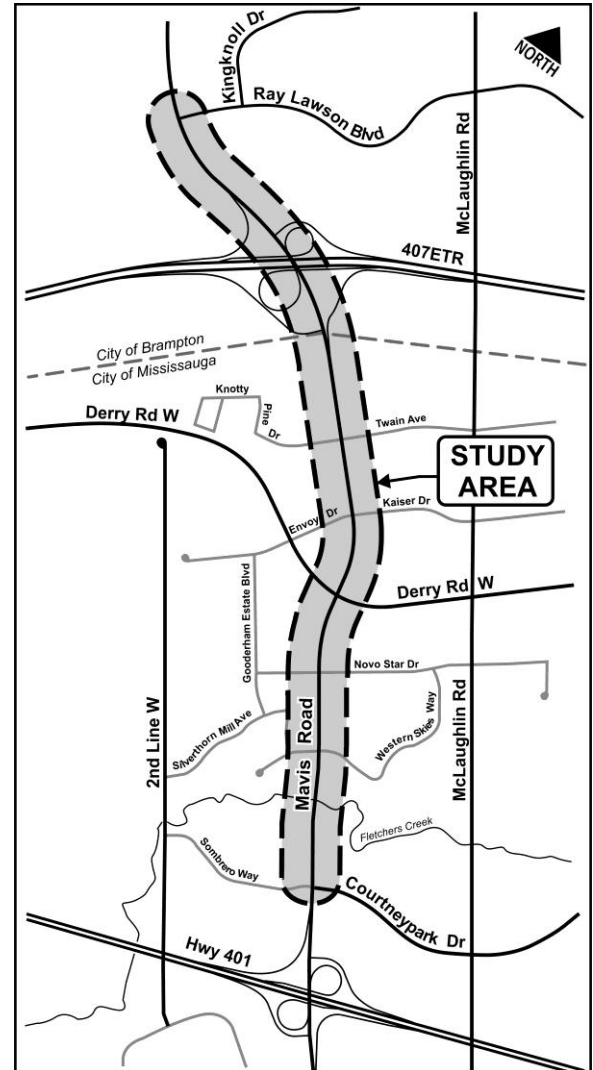 Kingknoll Dr
NORTH
Ray Lawson Blvd
McLaughlin Rd
407ETR
City of Brampton
City of Mississauga
Knotty
Pine
Dr
Derry Rd W
Twain Ave
STUDY
AREA
Kaiser Dr
Envoy Dr
Derry Rd W
Gooderham Estate Blvd
Novo Star Dr
2nd Line W
Mavis Road
Western Skies Way
McLaughlin Rd
Silverthorn Mill Ave
Fletchers Creek
Sombrero Way
Courtneypark Dr
Hwy 401